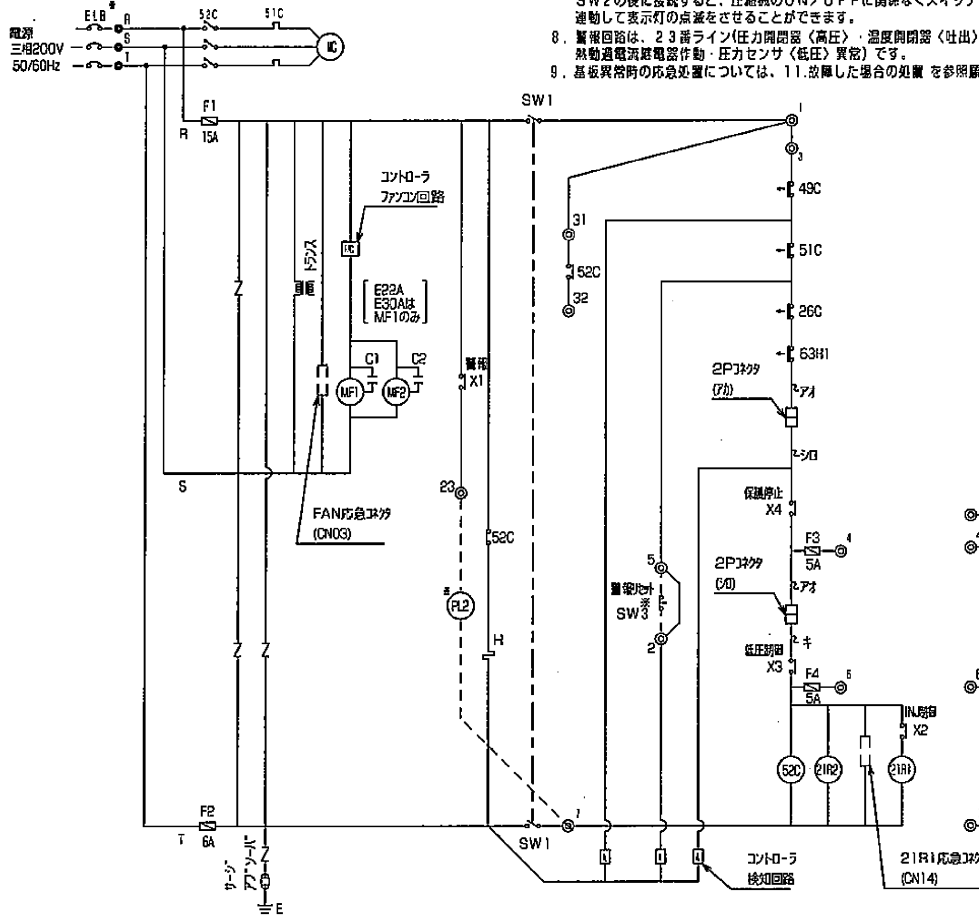 SW2の後に接続すると、圧縮機のON/OFFに関係なくスイッチ
連動して表示灯の点滅をさせることができます。
8. 警報回路は、23番ライン(圧力開閉器〈高圧〉・温度開閉器〈吐出〉
熱動過電流継電器作動・圧力センサ〈低圧〉異常)です。
9. 基板異常時の応急処置については、11.故障した場合の処置 を参照願
電源
三相200V
50/60Hz
ELB *
R
S
T
52C
51C
MC
F1
15A
R
SW1
1
3
コントローラ
ファンコン回路
49C
31
52C
32
51C
トランス
F/C
E22A
E30Aは
MF1のみ
26C
63H1
C1
C2
MF1
MF2
警報
X1
2Pコネクタ
(アカ)
アオ
シロ
S
FAN応急コネクタ
(CN03)
23
52C
保護停止
X4
F3
5A
4
5
警報リセット
※
SW3
2
2Pコネクタ
(シロ)
アオ
キ
PL2
H
低圧制御
X3
F4
5A
6
INJ制御
X2
52C
21R2
21R1
T
F2
6A
SW1
7
サージ
アブソーバ
E
コントローラ
検知回路
21R1応急コネク
(CN14)